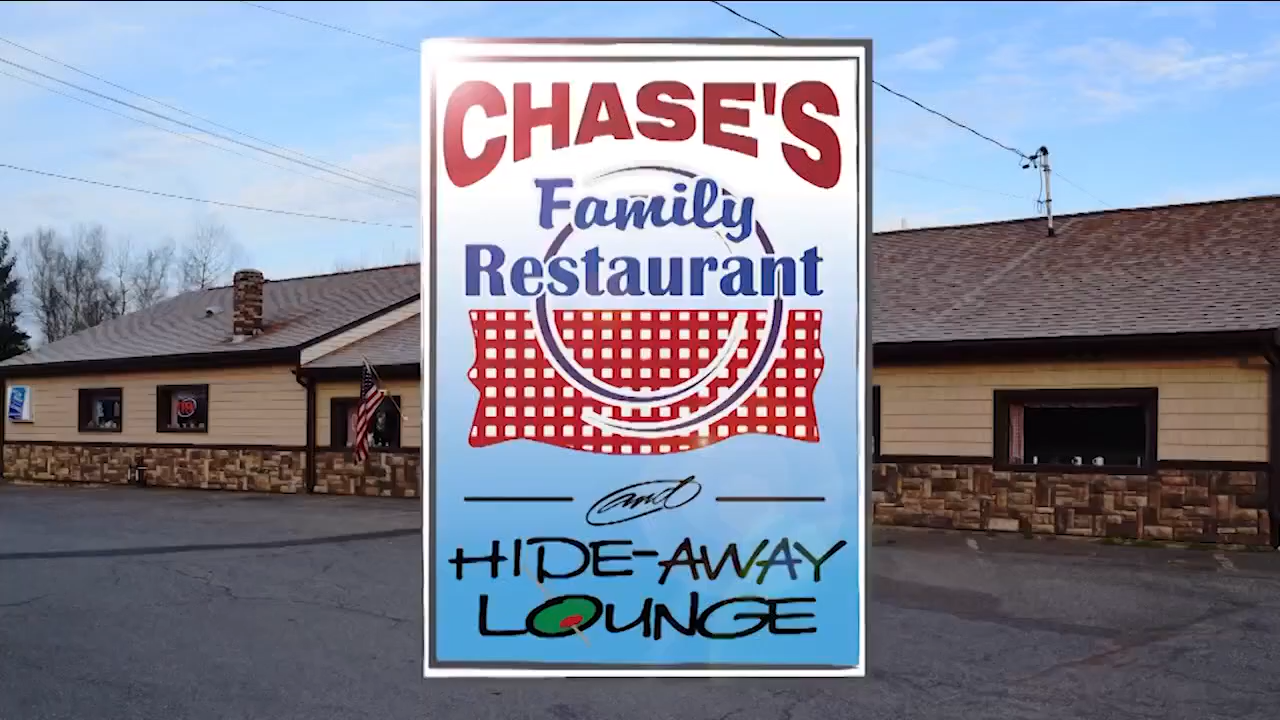 CHASE'S
Family
Restaurant
and
HIDE-AWAY
LOUNGE